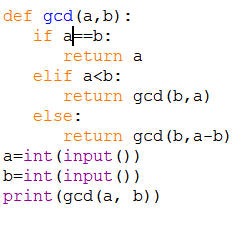 def gcd(a,b):
   if a==b:
      return a
   elif a<b:
      return gcd(b,a)
   else:
      return gcd(b,a-b)
a=int(input())
b=int(input())
print(gcd(a, b))